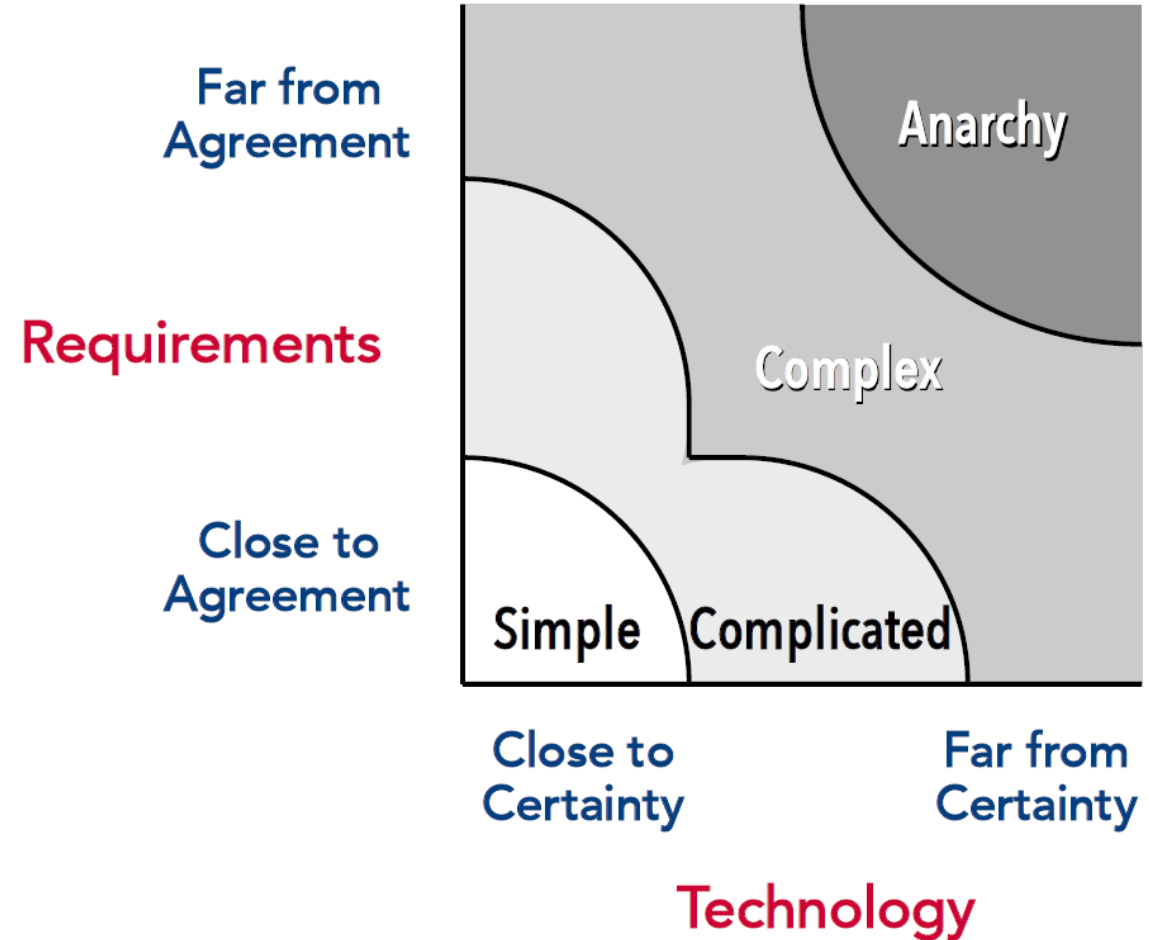 Far from
Agreement
Anarchy
Requirements
Complex
Close to
Agreement
Simple
Complicated
Close to
Certainty
Far from
Certainty
Technology